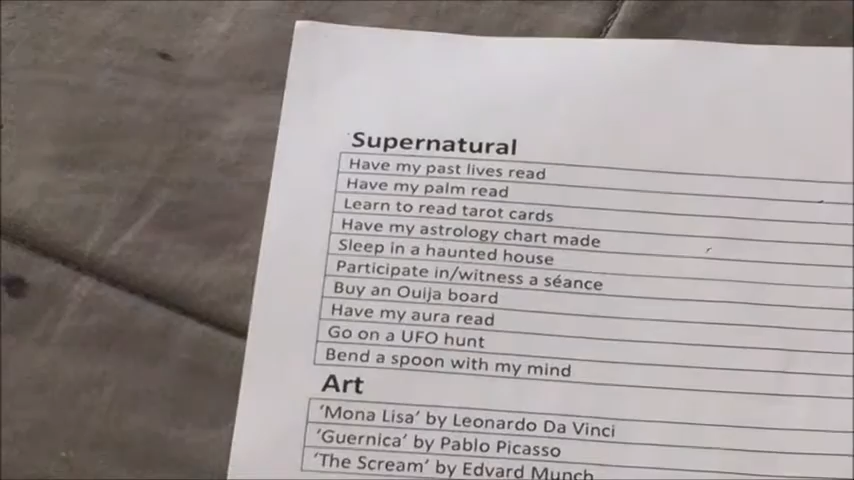 Supernatural
Have my past lives read
Have my palm read
Learn to read tarot cards
Have my astrology chart made
Sleep in a haunted house
Participate in/witness a séance
Buy an Ouija board
Have my aura read
Go on a UFO hunt
Bend a spoon with my mind
Art
‘Mona Lisa’ by Leonardo Da Vinci
‘Guernica’ by Pablo Picasso
‘The Scream’ by Edvard Munch